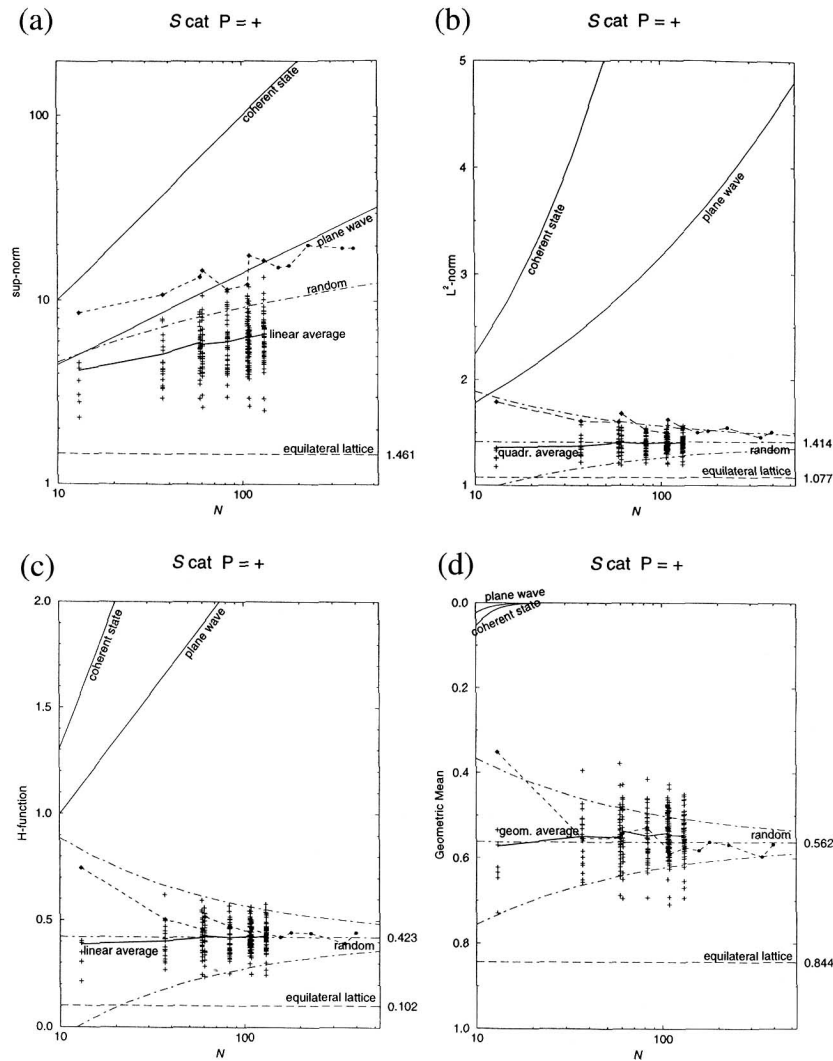 (a)
S cat P = +
coherent state
plane wave
random
linear average
equilateral lattice
1.461
sup-norm
100
10
1
10
100
N
(b)
S cat P = +
coherent state
plane wave
quadr. average
random
equilateral lattice
1.414
1.077
L²-norm
5
4
3
2
1
10
100
N
(c)
S cat P = +
coherent state
plane wave
linear average
random
equilateral lattice
0.423
0.102
H-function
2.0
1.5
1.0
0.5
0.0
10
100
N
(d)
S cat P = +
plane wave
coherent state
geom. average
random
equilateral lattice
0.562
0.844
Geometric Mean
0.0
0.2
0.4
0.6
0.8
1.0
10
100
N